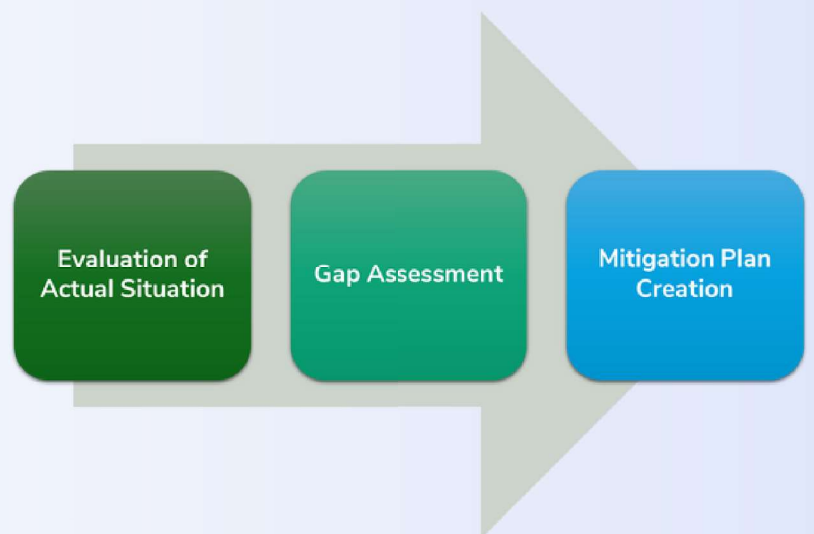 Evaluation of
Actual Situation
Gap Assessment
Mitigation Plan
Creation